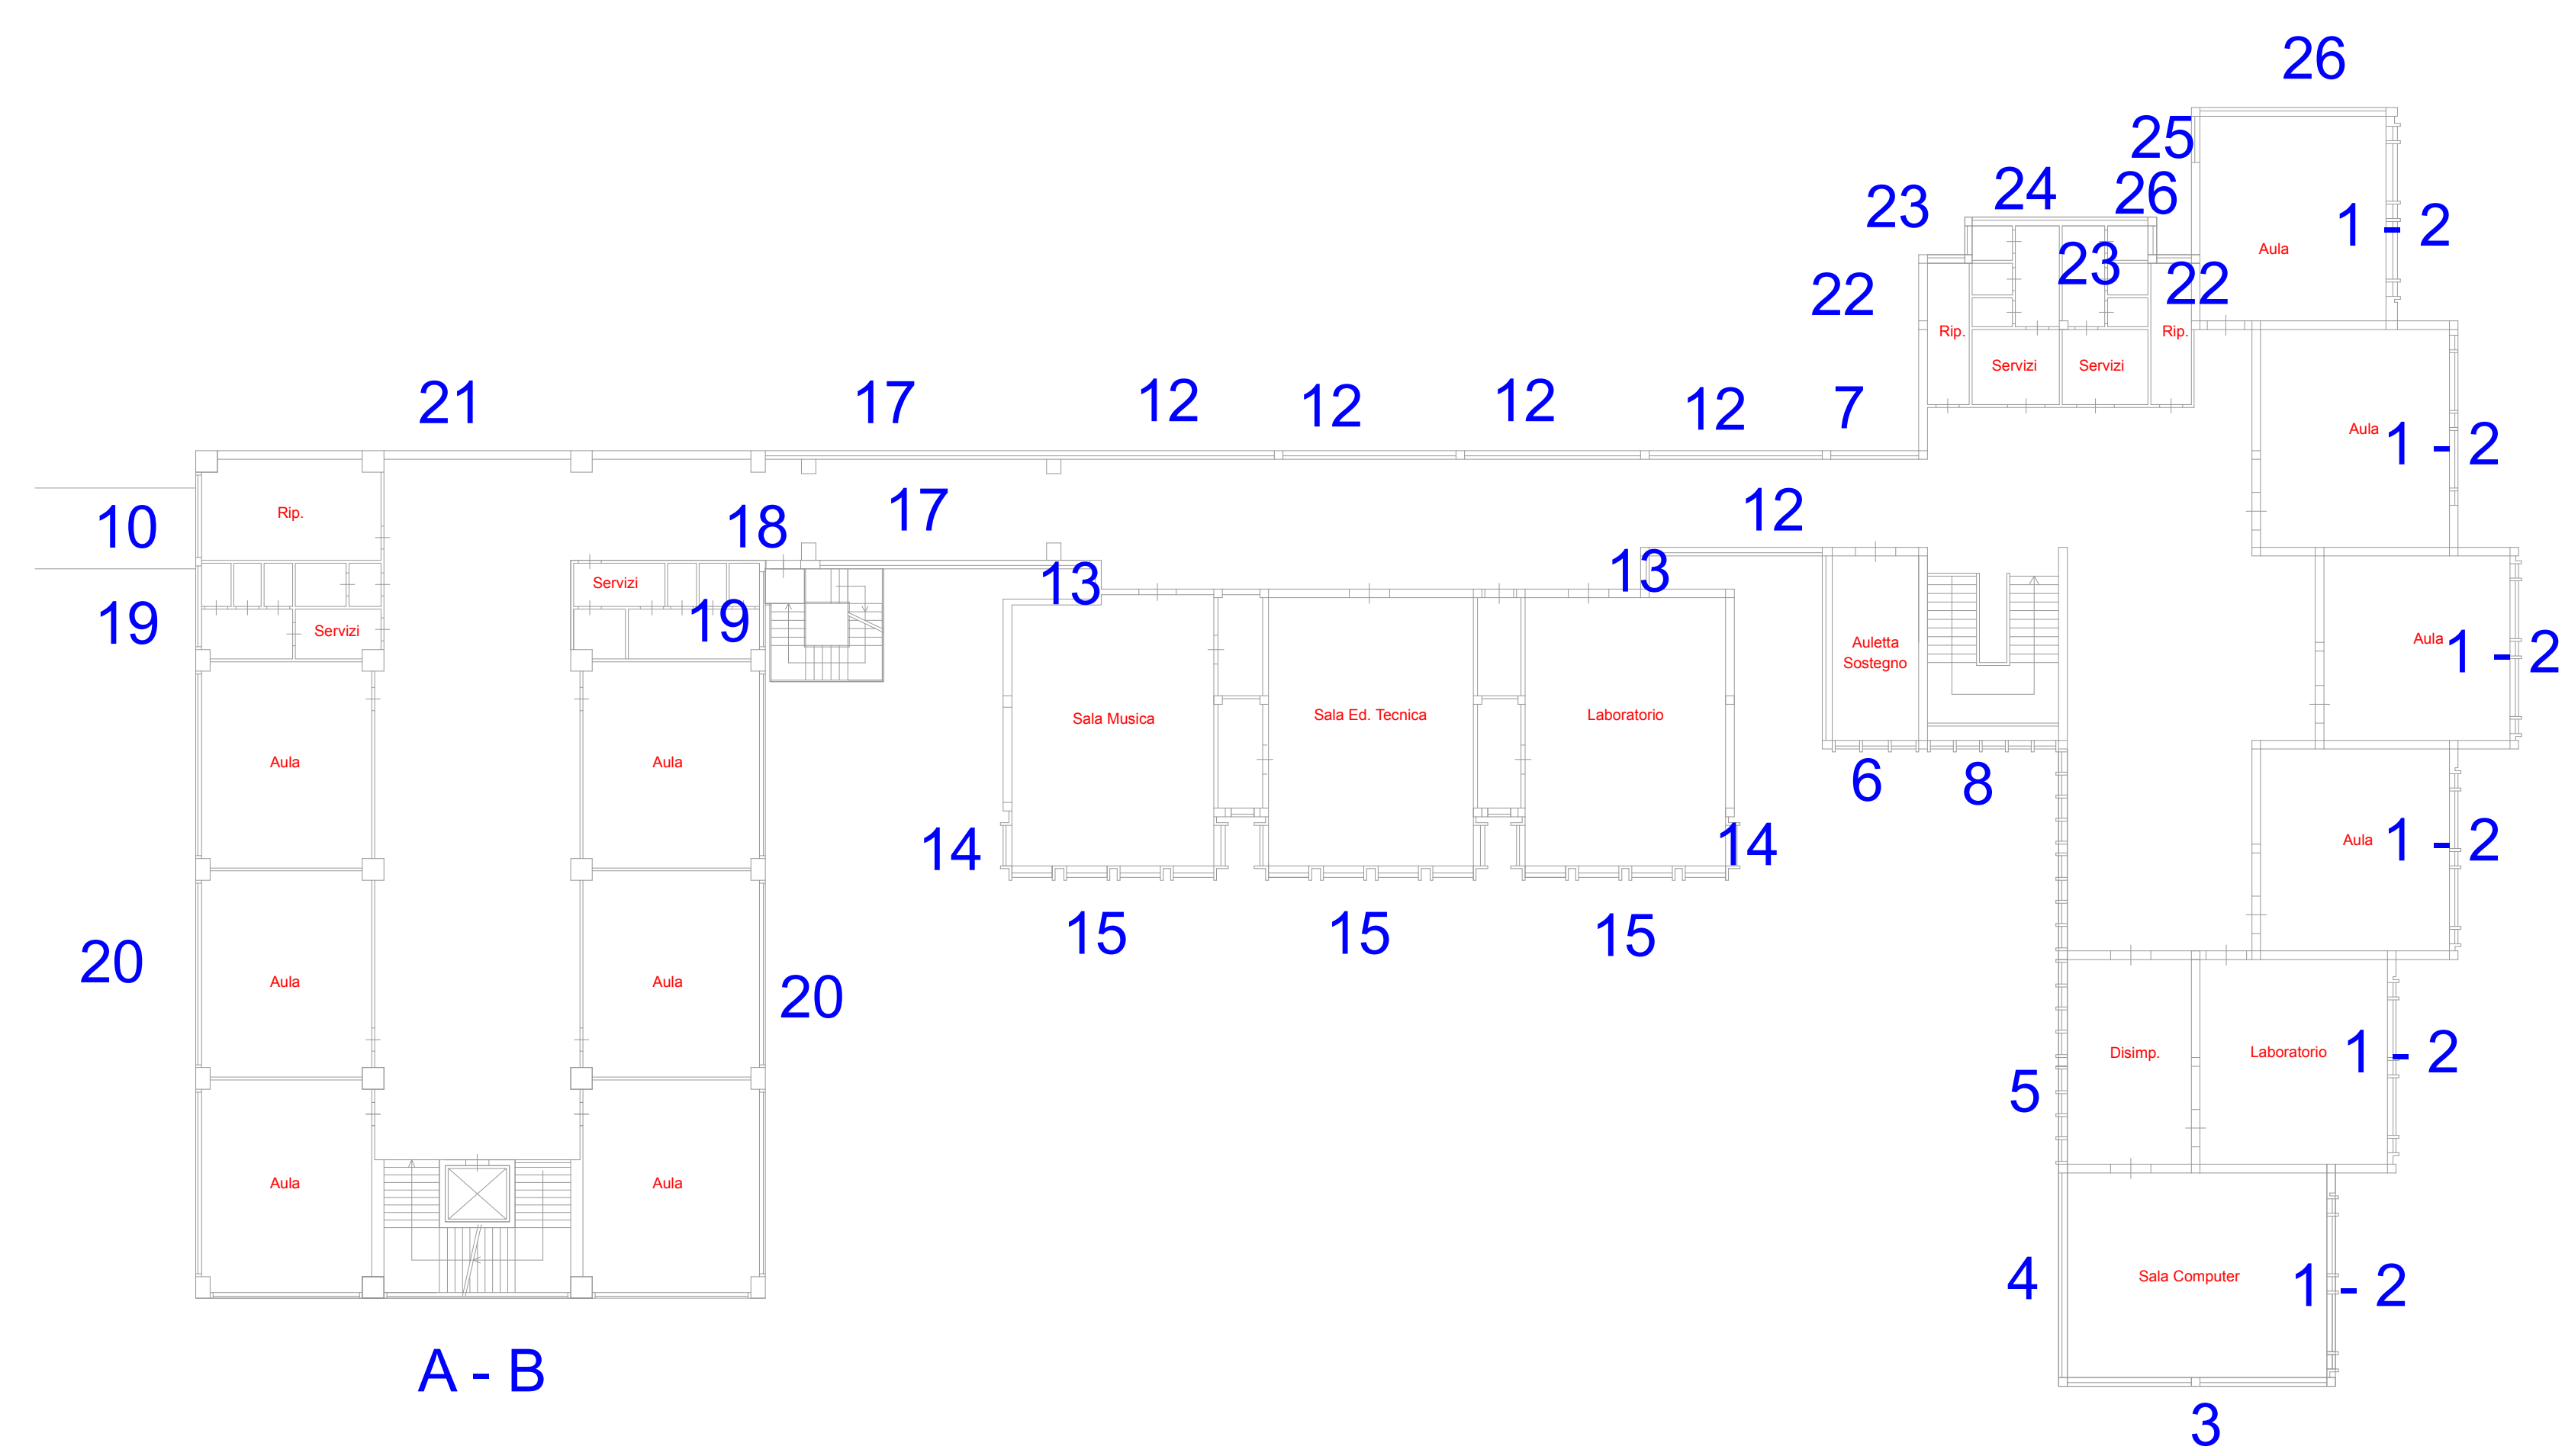 26
25
24
26
23
1 - 2
Aula
23
22
22
Rip.
Rip.
Servizi
Servizi
21
17
12
12
12
12
7
Aula
1 - 2
10
Rip.
18
17
12
13
13
Servizi
19
Servizi
19
Auletta
Sostegno
Aula
1 - 2
Sala Musica
Sala Ed. Tecnica
Laboratorio
Aula
Aula
6
8
14
14
Aula
1 - 2
15
15
15
20
Aula
Aula
20
Disimp.
Laboratorio
1 - 2
5
Aula
Aula
4
Sala Computer
1 - 2
A - B
3